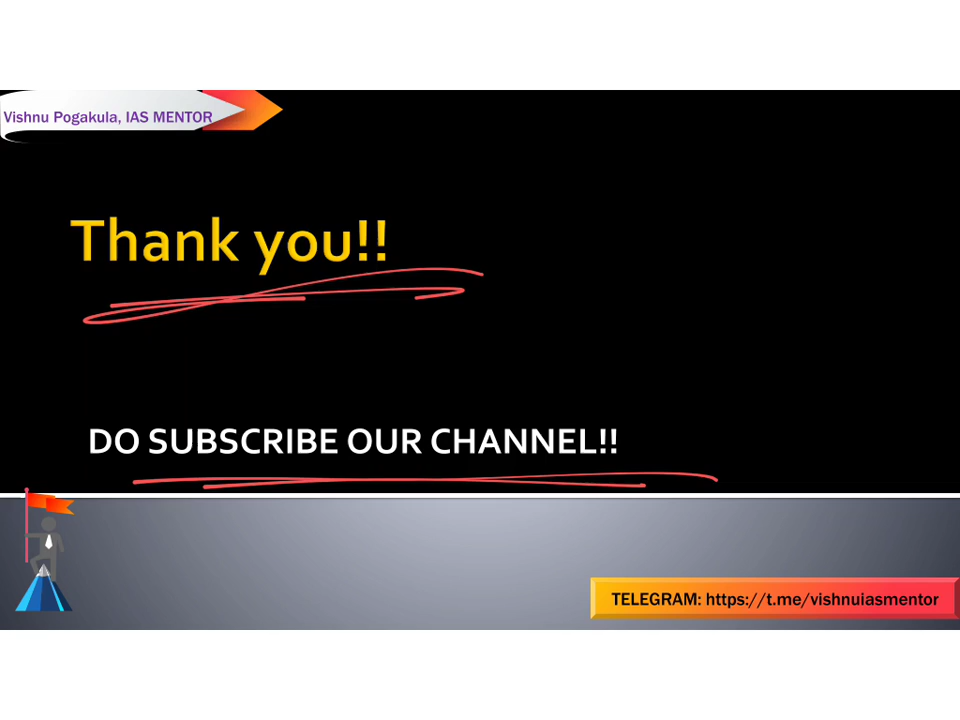 Vishnu Pogakula, IAS MENTOR
Thank you!!
DO SUBSCRIBE OUR CHANNEL!!
TELEGRAM: https://t.me/vishnuiasmentor